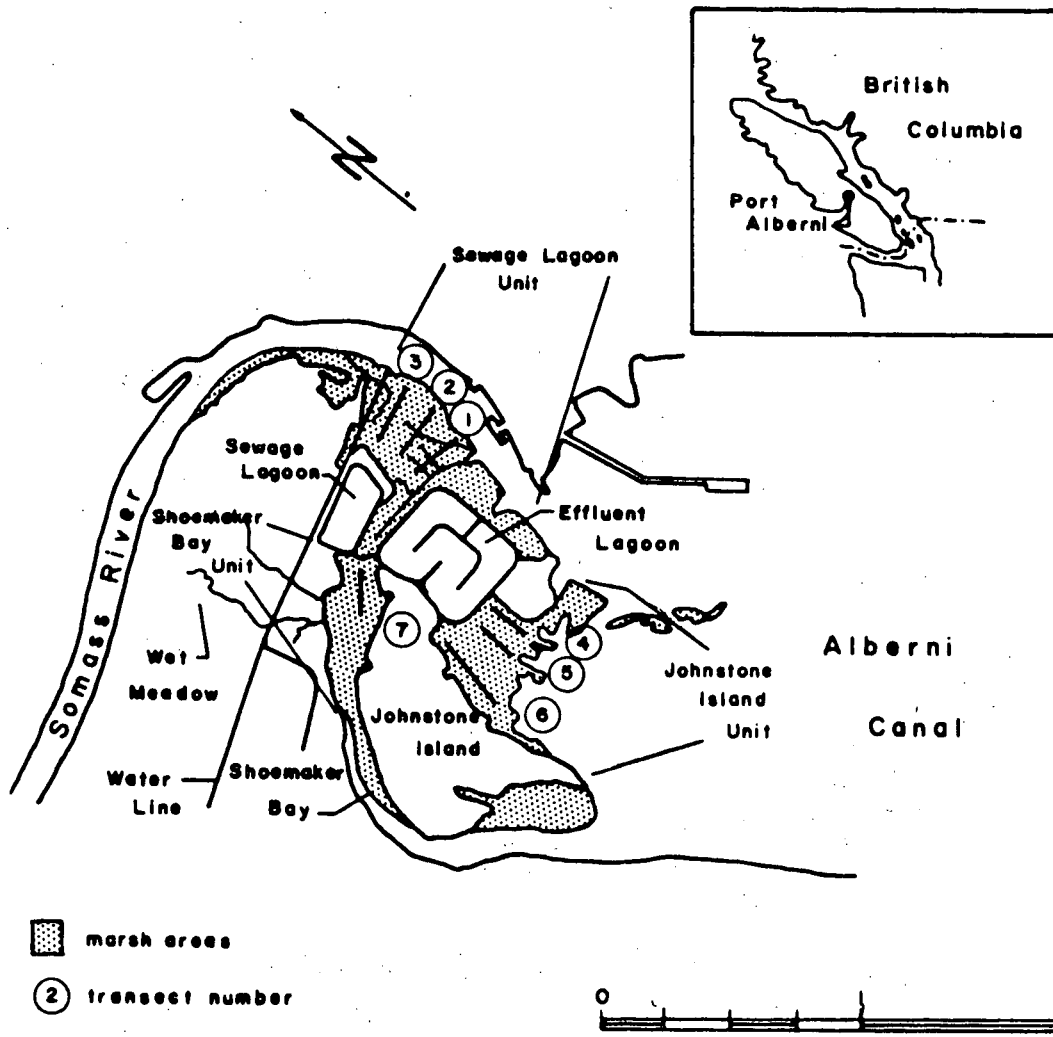 British
Columbia
Port
Alberni
N
Sewage Lagoon
Unit
3
2
1
Sewage
Lagoon
Effluent
Lagoon
Shoemaker
Bay
Unit
Somass River
Wet
Meadow
7
4
5
6
Johnstone
Island
Johnstone
Island
Unit
Alberni
Canal
Water
Line
Shoemaker
Bay
marsh areas
2 transect number
0 1